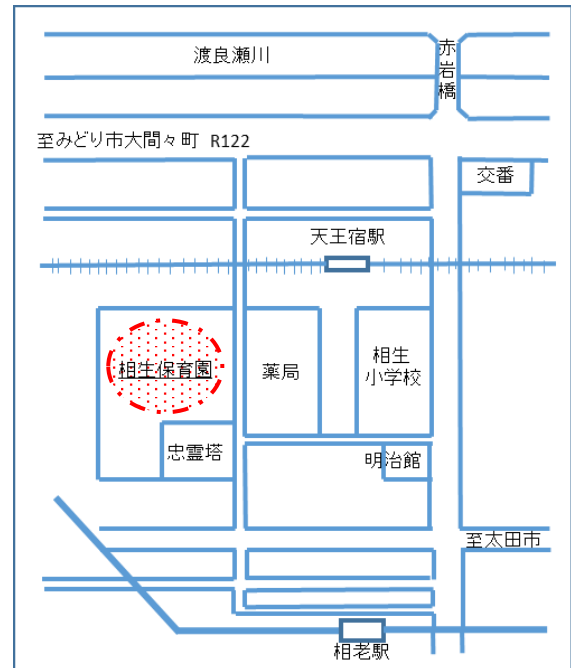 渡良瀬川
赤岩橋
至みどり市大間々町 R122
交番
天王宿駅
相生保育園
薬局
相生
小学校
忠霊塔
明治館
至太田市
相老駅